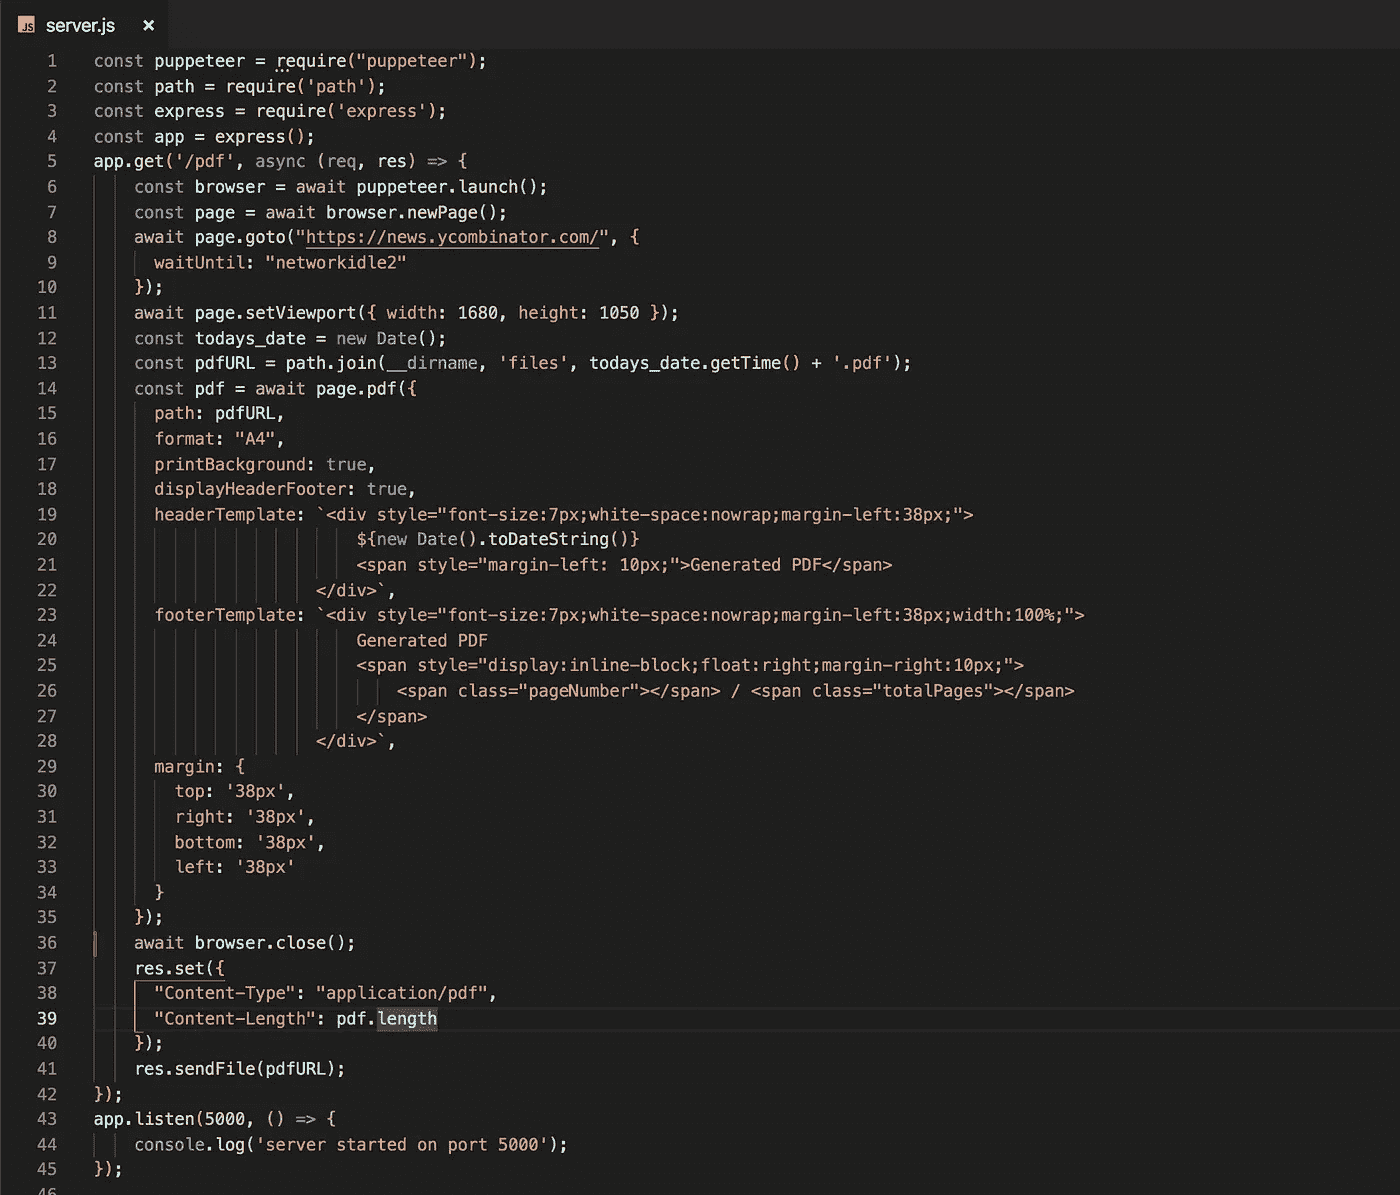 JS server.js ×
1 const puppeteer = require("puppeteer");
2 const path = require('path');
3 const express = require('express');
4 const app = express();
5 app.get('/pdf', async (req, res) => {
6 const browser = await puppeteer.launch();
7 const page = await browser.newPage();
8 await page.goto("https://news.ycombinator.com/", {
9 waitUntil: "networkidle2"
10 });
11 await page.setViewport({ width: 1680, height: 1050 });
12 const todays_date = new Date();
13 const pdfURL = path.join(__dirname, 'files', todays_date.getTime() + '.pdf');
14 const pdf = await page.pdf({
15 path: pdfURL,
16 format: "A4",
17 printBackground: true,
18 displayHeaderFooter: true,
19 headerTemplate: `<div style="font-size:7px;white-space:nowrap;margin-left:38px;">
20 ${new Date().toDateString()}
21 <span style="margin-left: 10px;">Generated PDF</span>
22 </div>`,
23 footerTemplate: `<div style="font-size:7px;white-space:nowrap;margin-left:38px;width:100%;">
24 Generated PDF
25 <span style="display:inline-block;float:right;margin-right:10px;">
26 <span class="pageNumber"></span> / <span class="totalPages"></span>
27 </span>
28 </div>`,
29 margin: {
30 top: '38px',
31 right: '38px',
32 bottom: '38px',
33 left: '38px'
34 }
35 });
36 await browser.close();
37 res.set({
38 "Content-Type": "application/pdf",
39 "Content-Length": pdf.length
40 });
41 res.sendFile(pdfURL);
42 });
43 app.listen(5000, () => {
44 console.log('server started on port 5000');
45 });
46